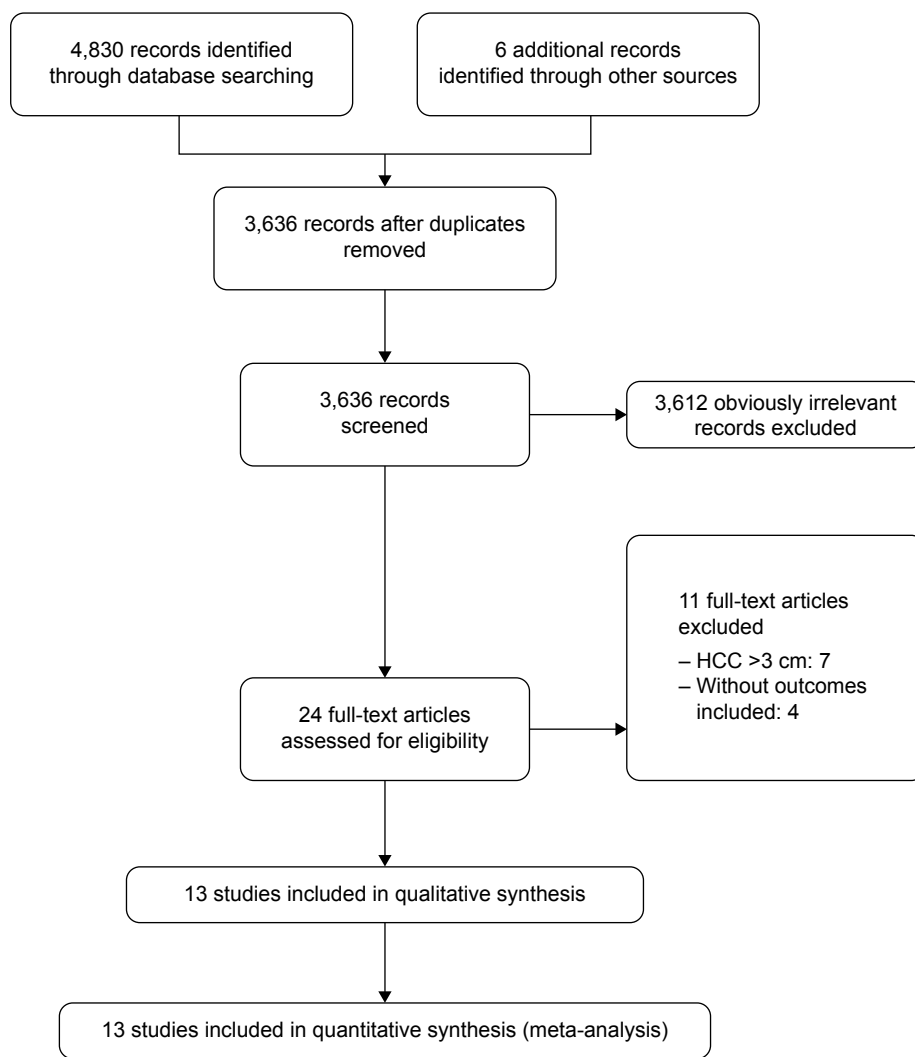 4,830 records identified
through database searching
6 additional records
identified through other sources
3,636 records after duplicates
removed
3,636 records
screened
3,612 obviously irrelevant
records excluded
11 full-text articles
excluded
– HCC >3 cm: 7
– Without outcomes
included: 4
24 full-text articles
assessed for eligibility
13 studies included in qualitative synthesis
13 studies included in quantitative synthesis (meta-analysis)